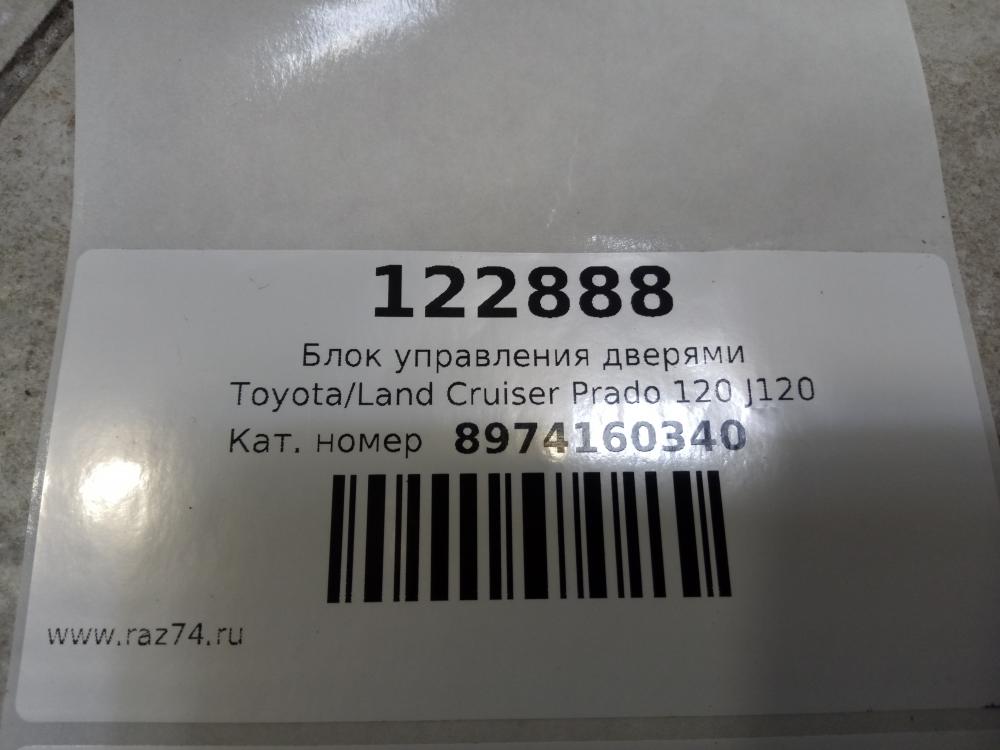 122888
Блок управления дверями
Toyota/Land Cruiser Prado 120 J120
Кат. номер 8974160340
www.raz74.ru